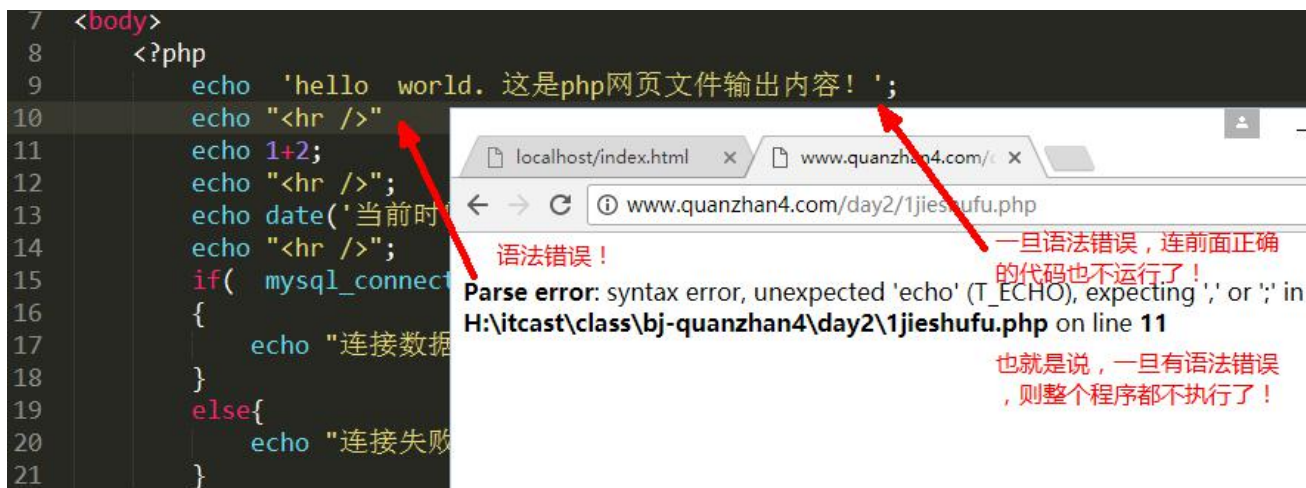 7 <body>
8 <?php
9 echo 'hello world. 这是php网页文件输出内容！';
10 echo "<hr />"
11 echo 1+2;
12 echo "<hr />";
13 echo date('当前时
14 echo "<hr />";
15 if( mysql_connect
16 {
17 echo "连接数据
18 }
19 else{
20 echo "连接失败
21 }
localhost/index.html
www.quanzhan4.com/
www.quanzhan4.com/day2/1jieshufu.php
语法错误！
一旦语法错误，连前面正确
的代码也不运行了！
Parse error: syntax error, unexpected 'echo' (T_ECHO), expecting ',' or ';' in
H:\itcast\class\bj-quanzhan4\day2\1jieshufu.php on line 11
也就是说，一旦有语法错误
，则整个程序都不执行了！